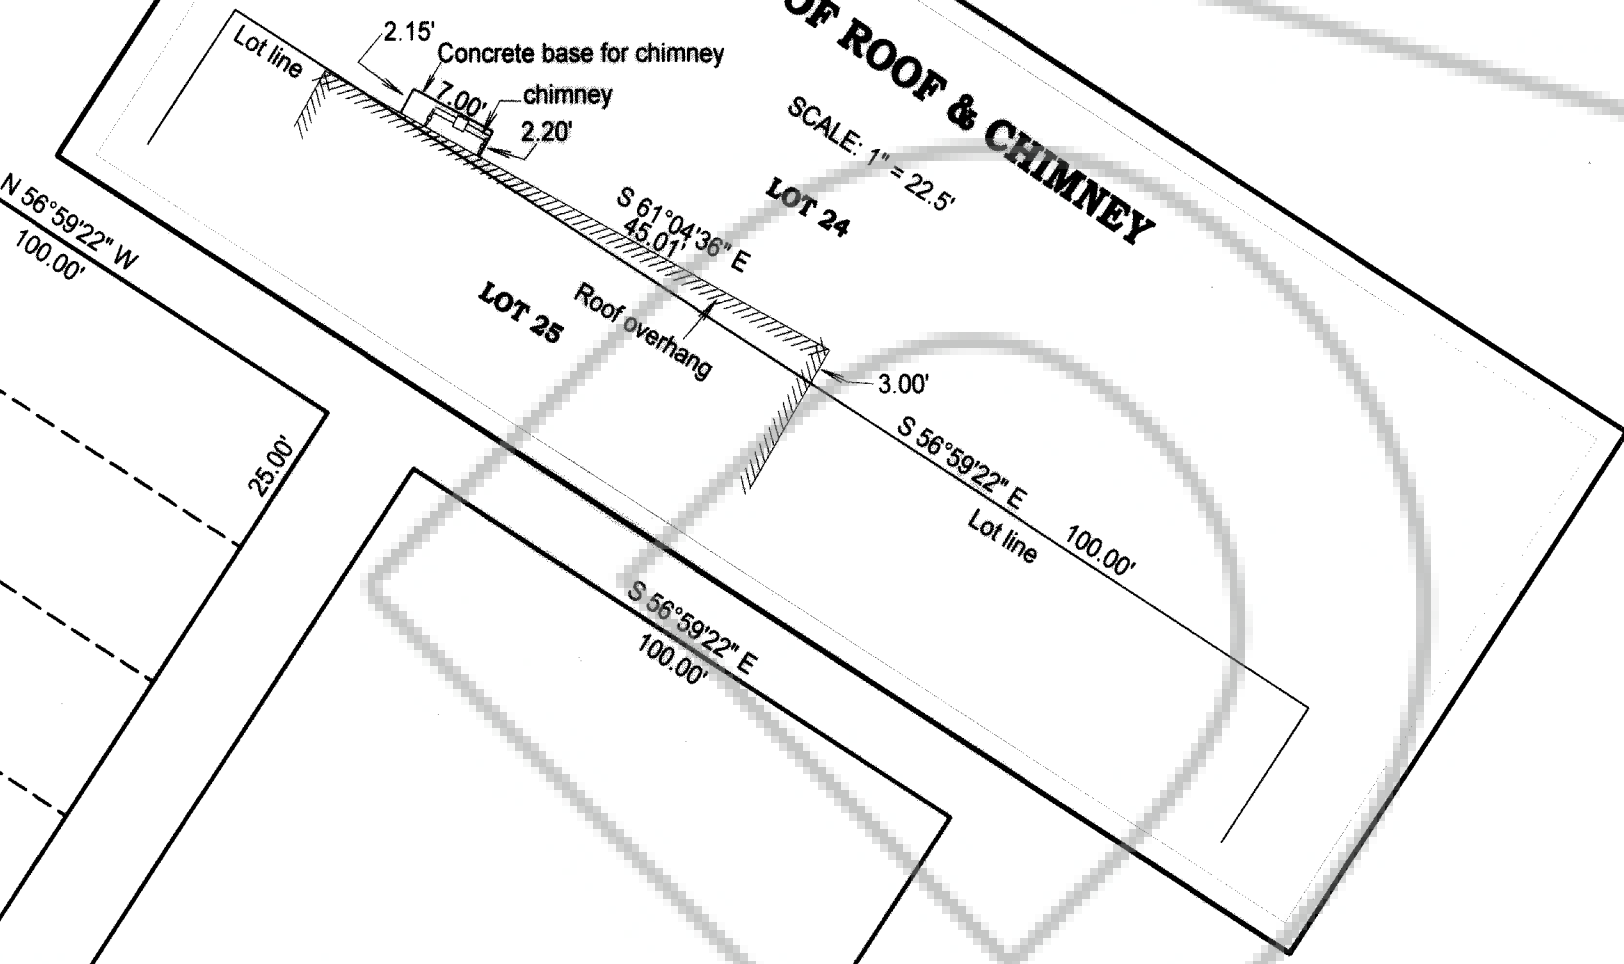 OF ROOF & CHIMNEY
SCALE: 1" = 22.5'
2.15'
Concrete base for chimney
Lot line
7.00'
chimney
2.20'
LOT 24
S 61°04'36" E
45.01'
N 56°59'22" W
100.00'
LOT 25
Roof overhang
3.00'
S 56°59'22" E
100.00'
Lot line
25.00'
S 56°59'22" E
100.00'